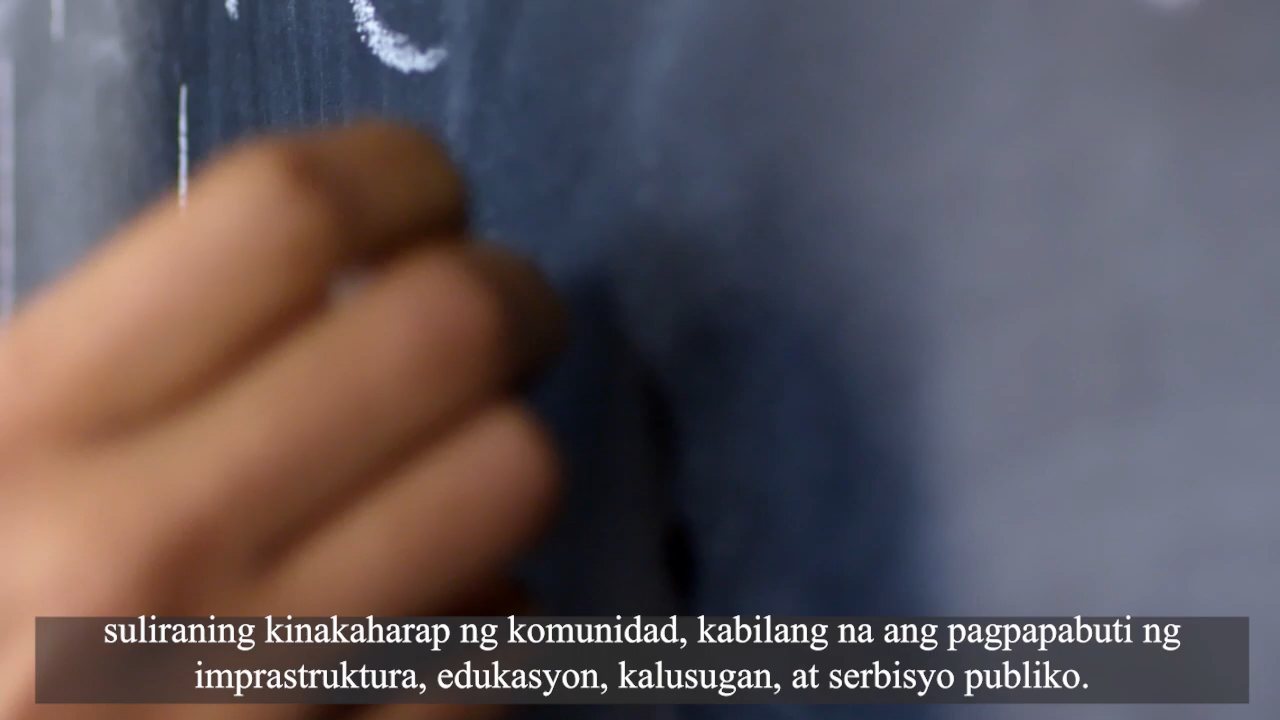 suliraning kinakaharap ng komunidad, kabilang na ang pagpapabuti ng
imprastruktura, edukasyon, kalusugan, at serbisyo publiko.